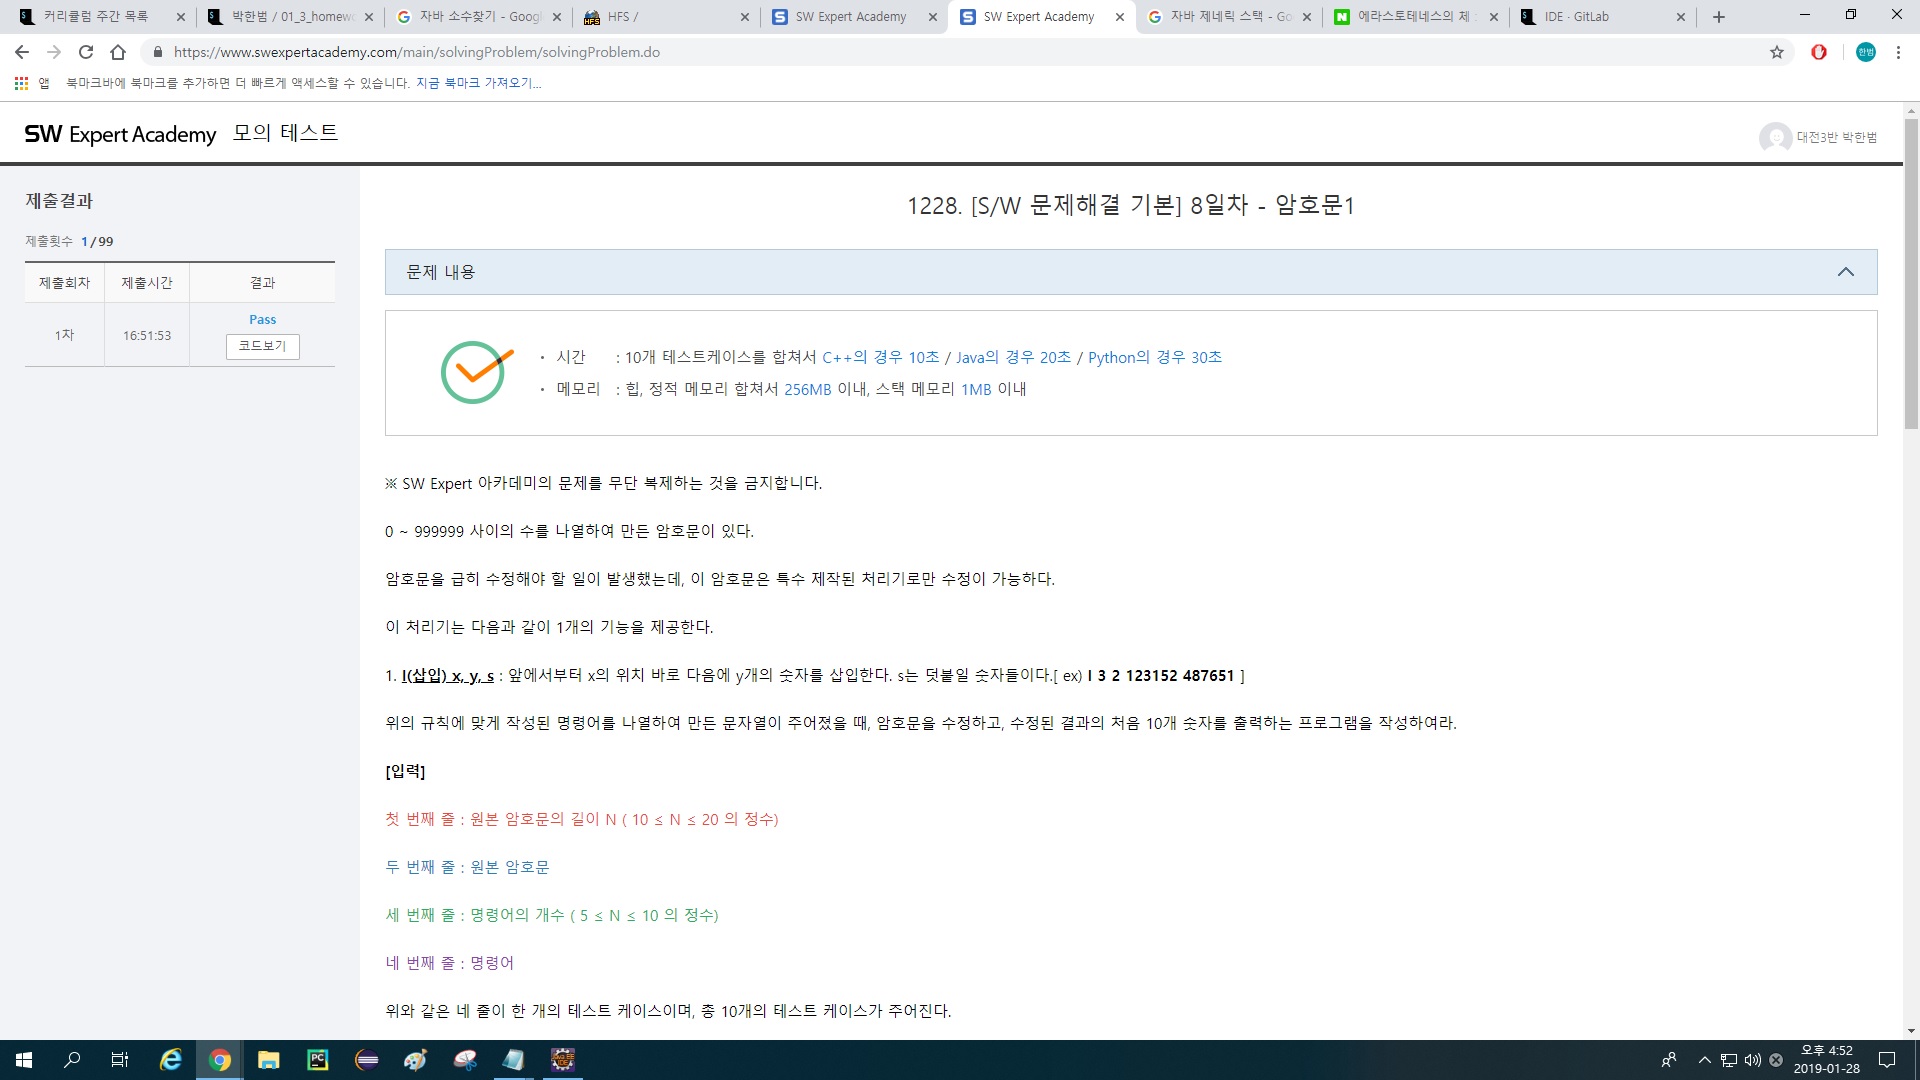 커리큘럼 주간 목록
박한범 / 01_3_homew
자바 소수찾기 - Googl
HFS /
SW Expert Academy
SW Expert Academy
자바 제네릭 스택 - Go
에라스토테네스의 체 :
IDE · GitLab
https://www.swexpertacademy.com/main/solvingProblem/solvingProblem.do
한범
앱 북마크바에 북마크를 추가하면 더 빠르게 액세스할 수 있습니다. 지금 북마크 가져오기...
SW Expert Academy 모의 테스트
대전3반 박한범
제출결과
제출횟수 1 / 99
제출회차 제출시간 결과
1차 16:51:53 Pass
코드보기
1228. [S/W 문제해결 기본] 8일차 - 암호문1
문제 내용
· 시간 : 10개 테스트케이스를 합쳐서 C++의 경우 10초 / Java의 경우 20초 / Python의 경우 30초
· 메모리 : 힙, 정적 메모리 합쳐서 256MB 이내, 스택 메모리 1MB 이내
※ SW Expert 아카데미의 문제를 무단 복제하는 것을 금지합니다.
0 ~ 999999 사이의 수를 나열하여 만든 암호문이 있다.
암호문을 급히 수정해야 할 일이 발생했는데, 이 암호문은 특수 제작된 처리기로만 수정이 가능하다.
이 처리기는 다음과 같이 1개의 기능을 제공한다.
1. I(삽입) x, y, s : 앞에서부터 x의 위치 바로 다음에 y개의 숫자를 삽입한다. s는 덧붙일 숫자들이다.[ ex) I 3 2 123152 487651 ]
위의 규칙에 맞게 작성된 명령어를 나열하여 만든 문자열이 주어졌을 때, 암호문을 수정하고, 수정된 결과의 처음 10개 숫자를 출력하는 프로그램을 작성하여라.
[입력]
첫 번째 줄 : 원본 암호문의 길이 N ( 10 ≤ N ≤ 20 의 정수)
두 번째 줄 : 원본 암호문
세 번째 줄 : 명령어의 개수 ( 5 ≤ N ≤ 10 의 정수)
네 번째 줄 : 명령어
위와 같은 네 줄이 한 개의 테스트 케이스이며, 총 10개의 테스트 케이스가 주어진다.
오후 4:52
2019-01-28